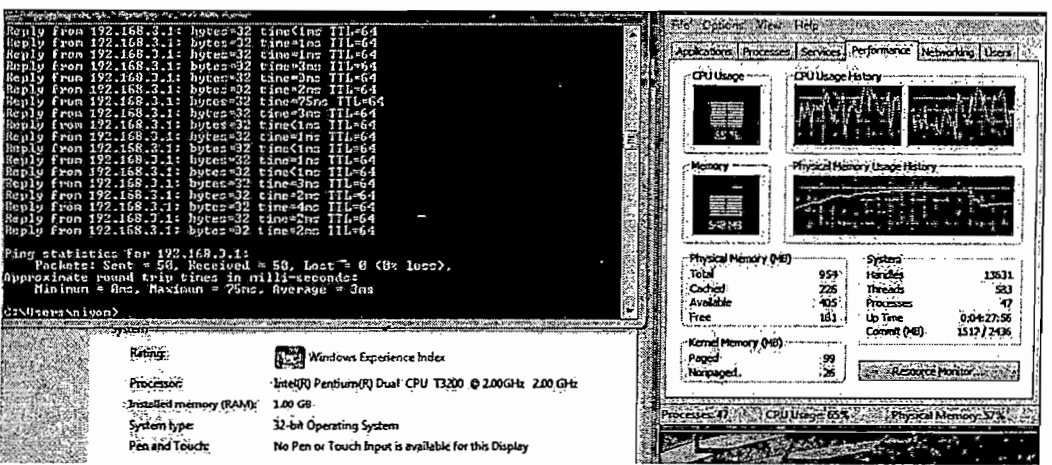 Reply from 192.168.3.1: bytes=32 time<1ms TTL=64
Reply from 192.168.3.1: bytes=32 time=1ms TTL=64
Reply from 192.168.3.1: bytes=32 time=1ms TTL=64
Reply from 192.168.3.1: bytes=32 time=3ms TTL=64
Reply from 192.168.3.1: bytes=32 time=3ms TTL=64
Reply from 192.168.3.1: bytes=32 time=2ms TTL=64
Reply from 192.168.3.1: bytes=32 time=75ms TTL=64
Reply from 192.168.3.1: bytes=32 time=3ms TTL=64
Reply from 192.168.3.1: bytes=32 time<1ms TTL=64
Reply from 192.168.3.1: bytes=32 time=1ms TTL=64
Reply from 192.168.3.1: bytes=32 time=1ms TTL=64
Reply from 192.168.3.1: bytes=32 time=1ms TTL=64
Reply from 192.168.3.1: bytes=32 time<1ms TTL=64
Reply from 192.168.3.1: bytes=32 time=3ms TTL=64
Reply from 192.168.3.1: bytes=32 time=2ms TTL=64
Reply from 192.168.3.1: bytes=32 time=4ms TTL=64
Reply from 192.168.3.1: bytes=32 time=2ms TTL=64
Reply from 192.168.3.1: bytes=32 time=2ms TTL=64
Ping statistics for 192.168.3.1:
Packets: Sent = 50, Received = 50, Lost = 0 (0% loss),
Approximate round trip times in milli-seconds:
Minimum = 0ms, Maximum = 75ms, Average = 3ms
C:\Users\niyom>
System
Rating: Windows Experience Index
Processor: Intel(R) Pentium(R) Dual CPU T3200 @ 2.00GHz 2.00 GHz
Installed memory (RAM): 1.00 GB
System type: 32-bit Operating System
Pen and Touch: No Pen or Touch Input is available for this Display
File Options View Help
Applications Processes Services Performance Networking Users
CPU Usage CPU Usage History
Memory Physical Memory Usage History
548 MB
Physical Memory (MB)
Total 954
Cached 226
Available 405
Free 181
Kernel Memory (MB)
Paged 99
Nonpaged 26
System
Handles 13631
Threads 583
Processes 47
Up Time 0:04:27:56
Commit (MB) 1517 / 2436
Resource Monitor...
Processes: 47 CPU Usage: 65% Physical Memory: 57%